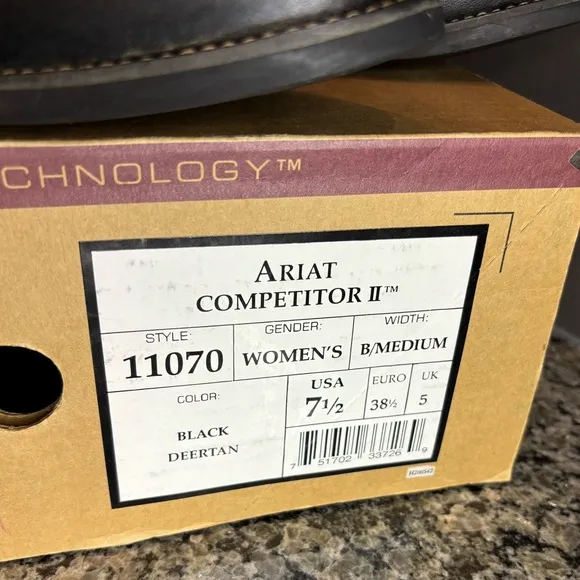 CHNOLOGY™
ARIAT
COMPETITOR II™
STYLE:
11070
GENDER:
WOMEN'S
WIDTH:
B/MEDIUM
COLOR:
BLACK
DEERTAN
USA
7½
EURO
38½
UK
5
7 51702 33726 9